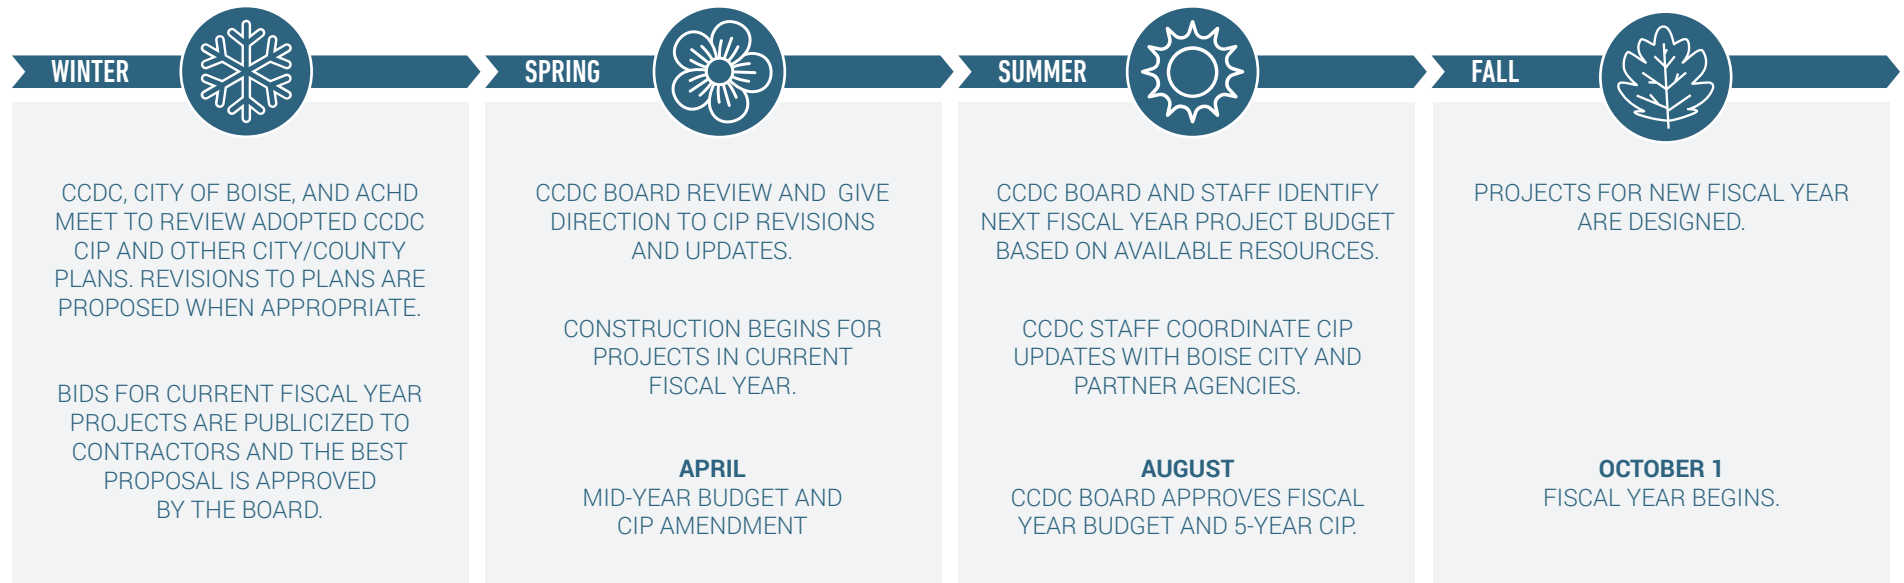 WINTER
CCDC, CITY OF BOISE, AND ACHD
MEET TO REVIEW ADOPTED CCDC
CIP AND OTHER CITY/COUNTY
PLANS. REVISIONS TO PLANS ARE
PROPOSED WHEN APPROPRIATE.
BIDS FOR CURRENT FISCAL YEAR
PROJECTS ARE PUBLICIZED TO
CONTRACTORS AND THE BEST
PROPOSAL IS APPROVED
BY THE BOARD.
SPRING
CCDC BOARD REVIEW AND GIVE
DIRECTION TO CIP REVISIONS
AND UPDATES.
CONSTRUCTION BEGINS FOR
PROJECTS IN CURRENT
FISCAL YEAR.
APRIL
MID-YEAR BUDGET AND
CIP AMENDMENT
SUMMER
CCDC BOARD AND STAFF IDENTIFY
NEXT FISCAL YEAR PROJECT BUDGET
BASED ON AVAILABLE RESOURCES.
CCDC STAFF COORDINATE CIP
UPDATES WITH BOISE CITY AND
PARTNER AGENCIES.
AUGUST
CCDC BOARD APPROVES FISCAL
YEAR BUDGET AND 5-YEAR CIP.
FALL
PROJECTS FOR NEW FISCAL YEAR
ARE DESIGNED.
OCTOBER 1
FISCAL YEAR BEGINS.